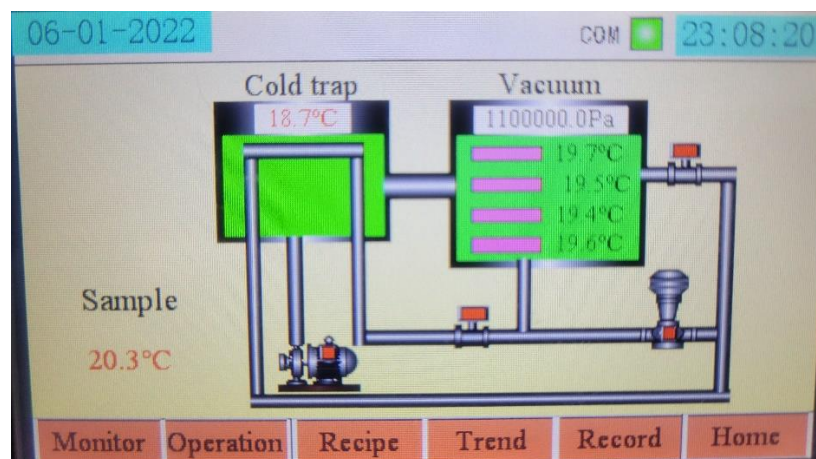 06-01-2022 COM 23:08:20
Cold trap Vacuum
18.7°C 1100000.0Pa
19.7°C
19.5°C
19.4°C
19.6°C
Sample
20.3°C
Monitor Operation Recipe Trend Record Home